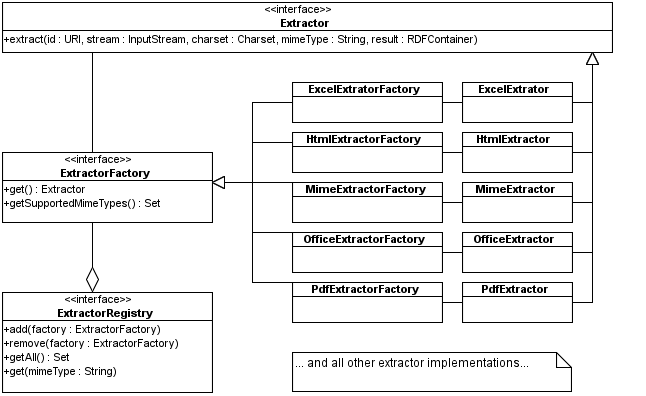 <<interface>>
Extractor
+extract(id : URI, stream : InputStream, charset : Charset, mimeType : String, result : RDFContainer)
ExcelExtratorFactory
ExcelExtrator
HtmlExtractorFactory
HtmlExtractor
<<interface>>
ExtractorFactory
+get() : Extractor
+getSupportedMimeTypes() : Set
MimeExtractorFactory
MimeExtractor
OfficeExtractorFactory
OfficeExtractor
PdfExtractorFactory
PdfExtractor
<<interface>>
ExtractorRegistry
+add(factory : ExtractorFactory)
+remove(factory : ExtractorFactory)
+getAll() : Set
+get(mimeType : String)
... and all other extractor implementations...